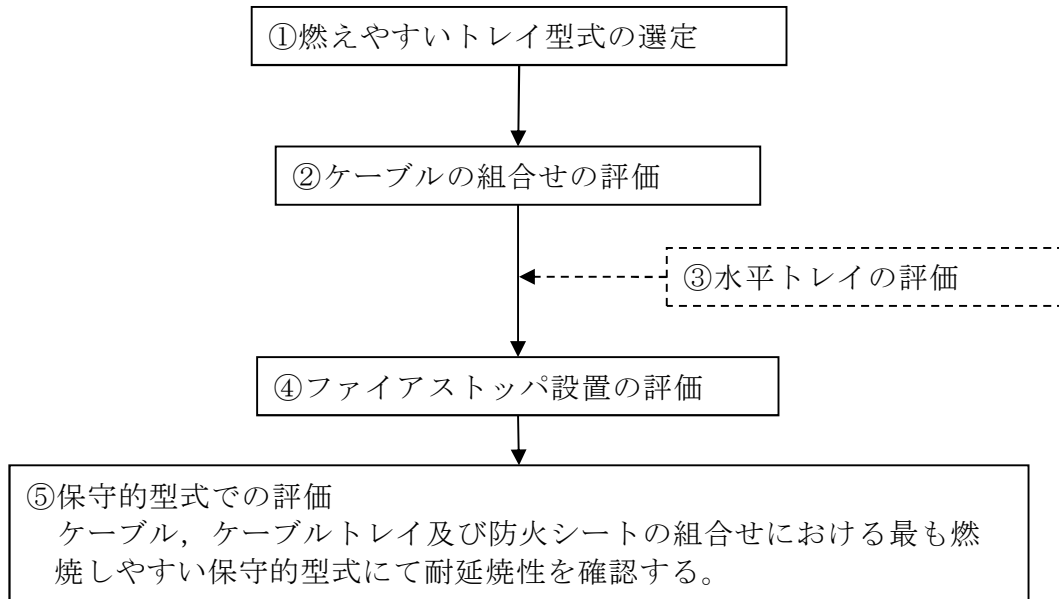 ①燃えやすいトレイ型式の選定
②ケーブルの組合せの評価
③水平トレイの評価
④ファイアストッパ設置の評価
⑤保守的型式での評価
ケーブル，ケーブルトレイ及び防火シートの組合せにおける最も燃
焼しやすい保守的型式にて耐延焼性を確認する。